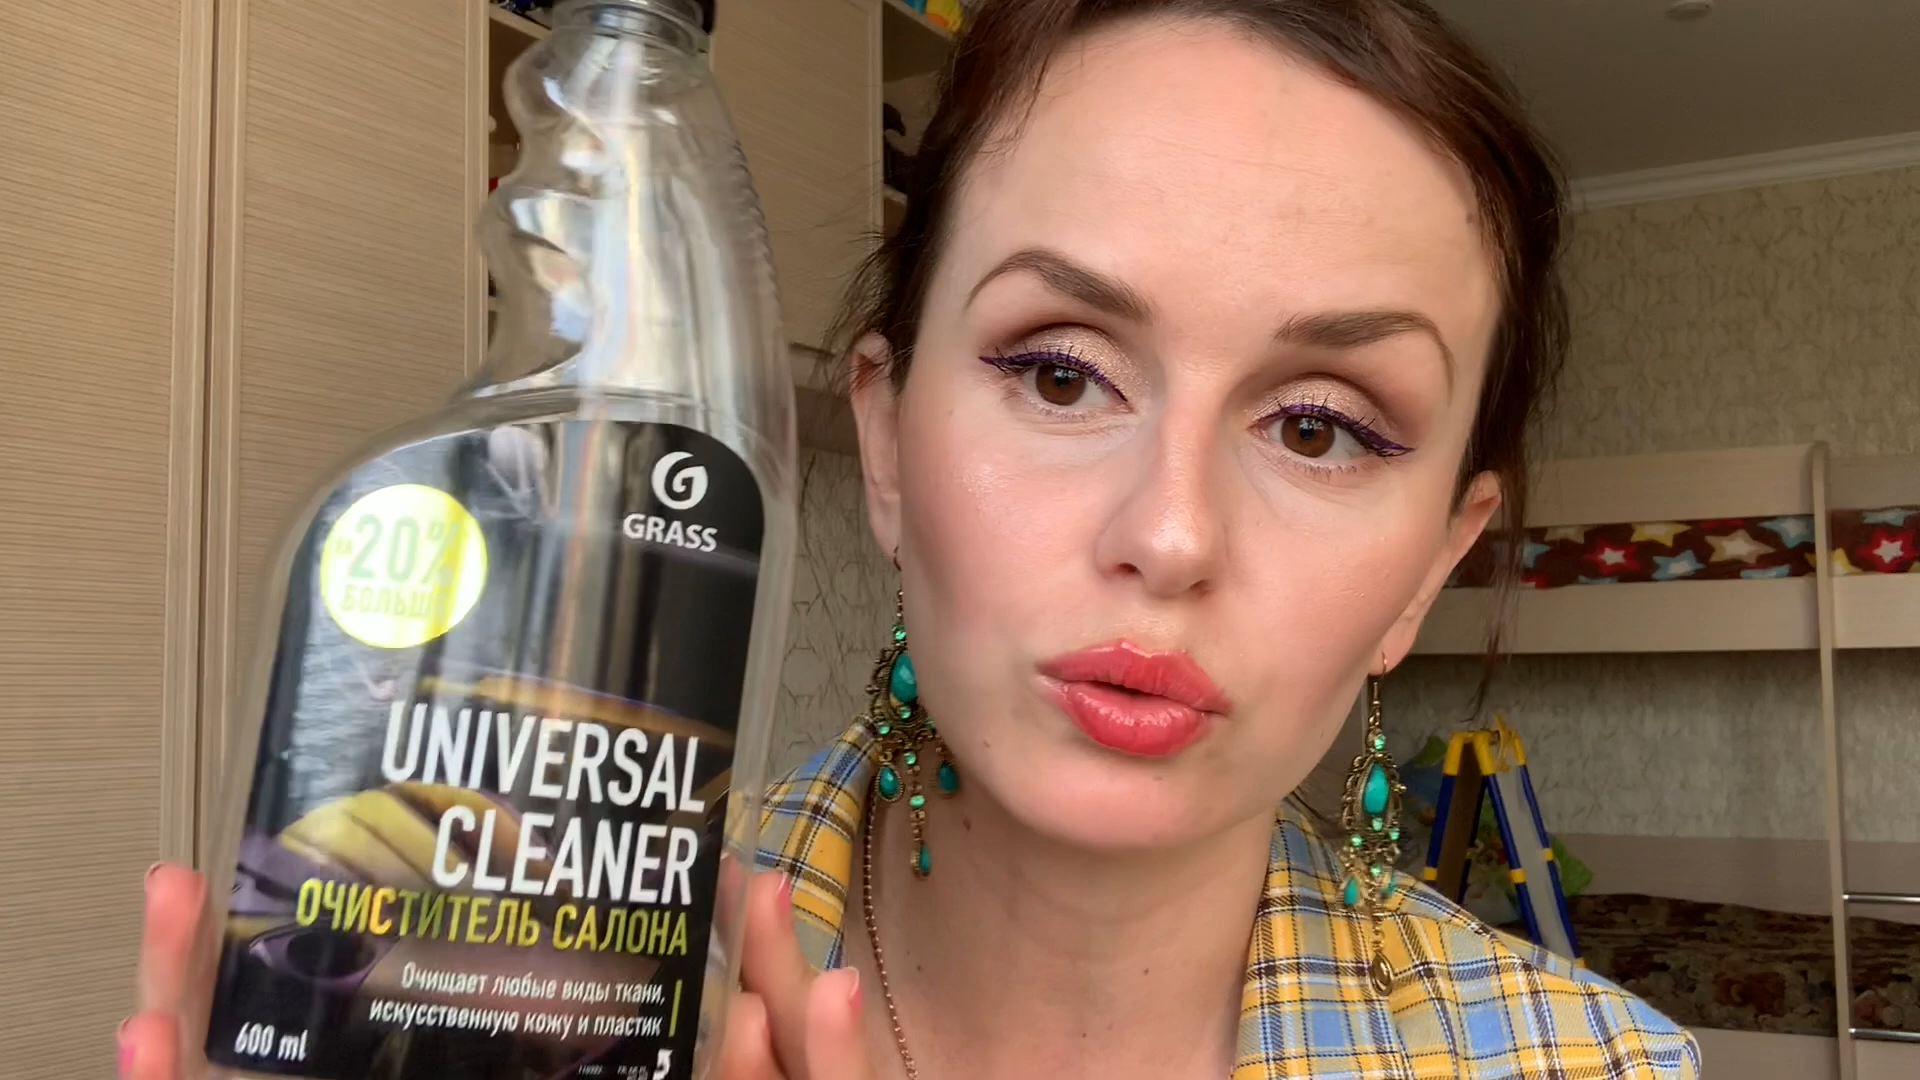 GRASS
20%
БОЛЬШЕ
UNIVERSAL
CLEANER
ОЧИСТИТЕЛЬ САЛОНА
Очищает любые виды ткани,
искусственную кожу и пластик
600 ml